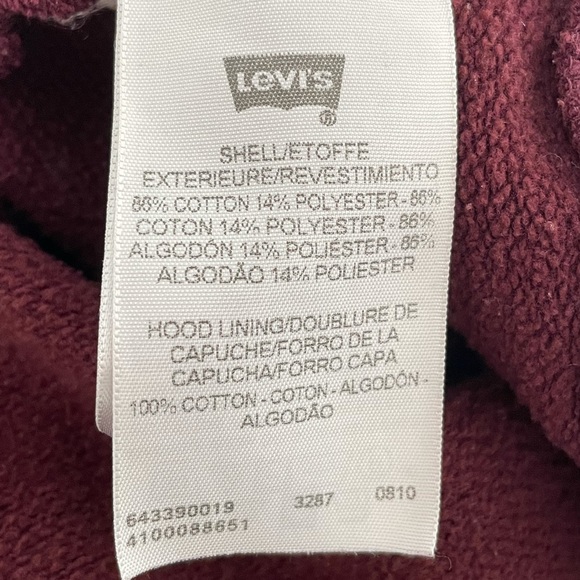 LEVI'S
®
SHELL/ETOFFE
EXTERIEURE/REVESTIMIENTO
86% COTTON 14% POLYESTER - 86%
COTON 14% POLYESTER - 86%
ALGODÓN 14% POLIÉSTER - 86%
ALGODÃO 14% POLIESTER
HOOD LINING/DOUBLURE DE
CAPUCHE/FORRO DE LA
CAPUCHA/FORRO CAPA
100% COTTON - COTON - ALGODÓN -
ALGODÃO
643390019 3287 0810
4100088651